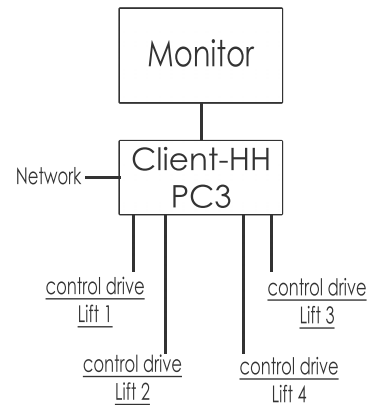 Monitor
Client-HH
PC3
Network
control drive
Lift 1
control drive
Lift 3
control drive
Lift 2
control drive
Lift 4